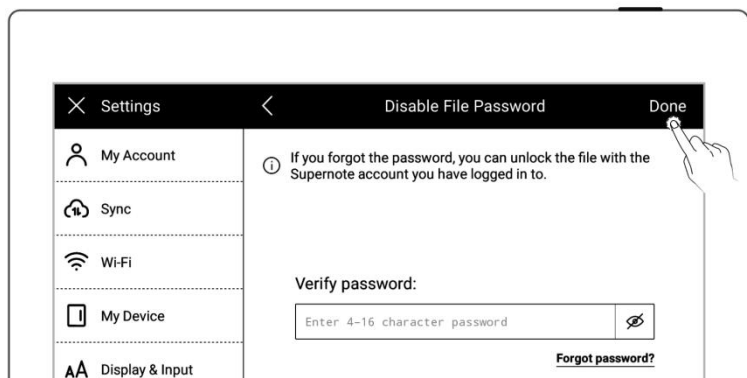 Settings
Disable File Password
Done
My Account
Sync
Wi-Fi
My Device
Display & Input
If you forgot the password, you can unlock the file with the
Supernote account you have logged in to.
Verify password:
Enter 4-16 character password
Forgot password?